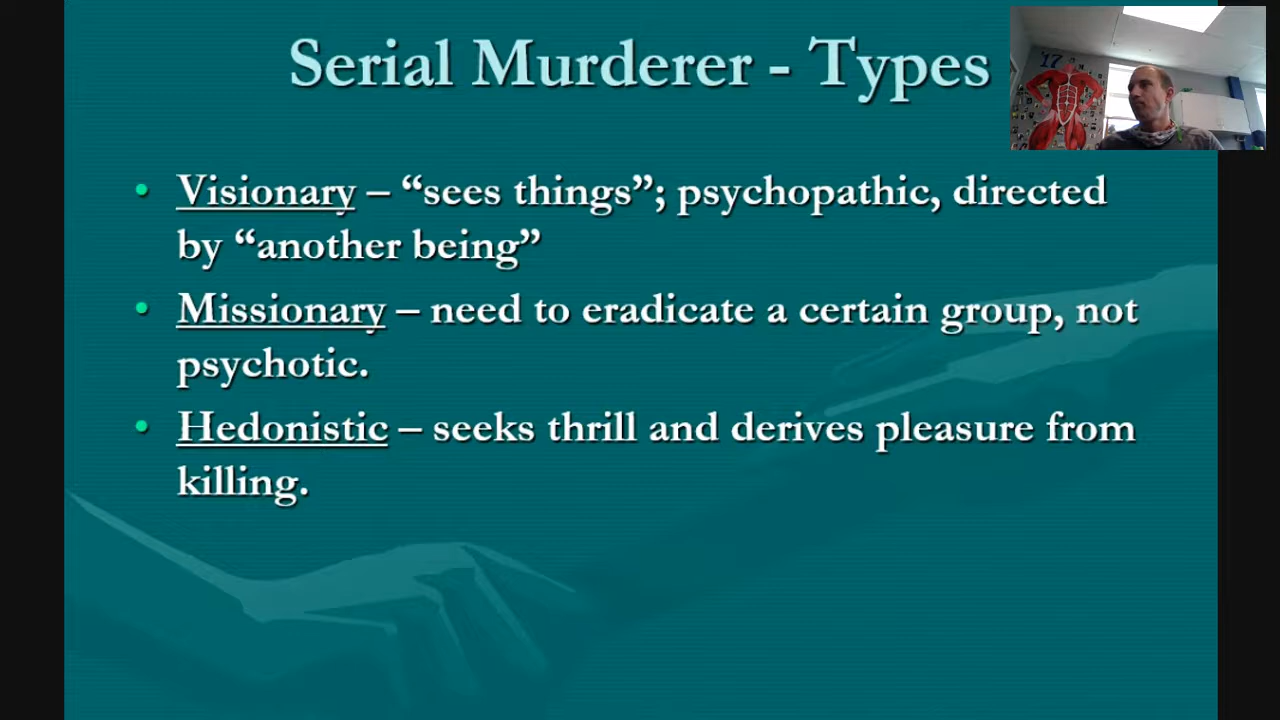 Serial Murderer - Types
'17
• Visionary – “sees things”; psychopathic, directed
by “another being”
• Missionary – need to eradicate a certain group, not
psychotic.
• Hedonistic – seeks thrill and derives pleasure from
killing.